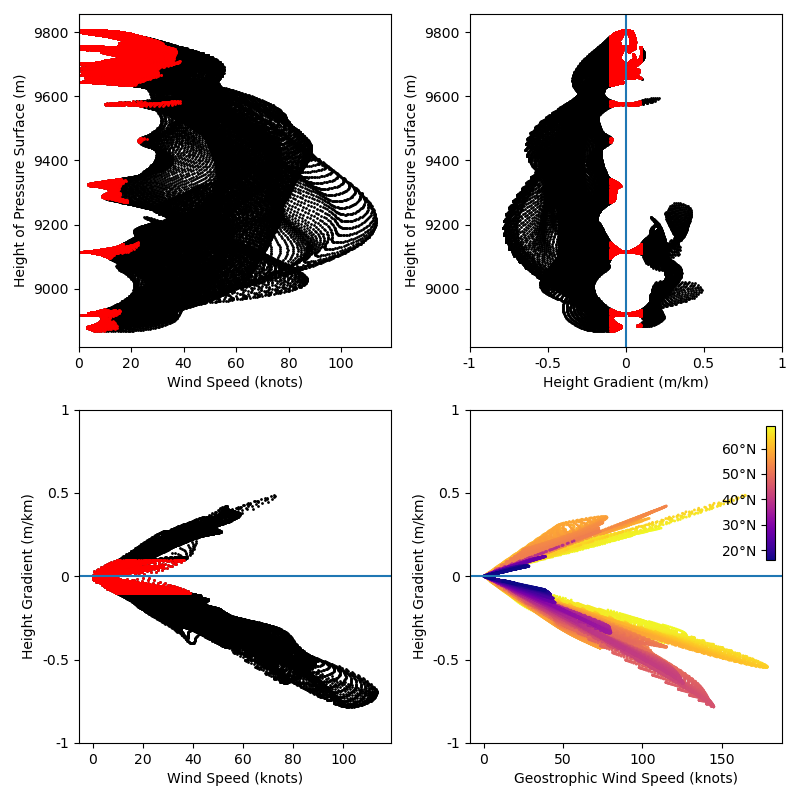 9800
9600
9400
9200
9000
Height of Pressure Surface (m)
0 20 40 60 80 100
Wind Speed (knots)
9800
9600
9400
9200
9000
Height of Pressure Surface (m)
-1 -0.5 0 0.5 1
Height Gradient (m/km)
1
0.5
0
-0.5
-1
Height Gradient (m/km)
0 20 40 60 80 100
Wind Speed (knots)
1
0.5
0
-0.5
-1
Height Gradient (m/km)
60°N
50°N
40°N
30°N
20°N
0 50 100 150
Geostrophic Wind Speed (knots)